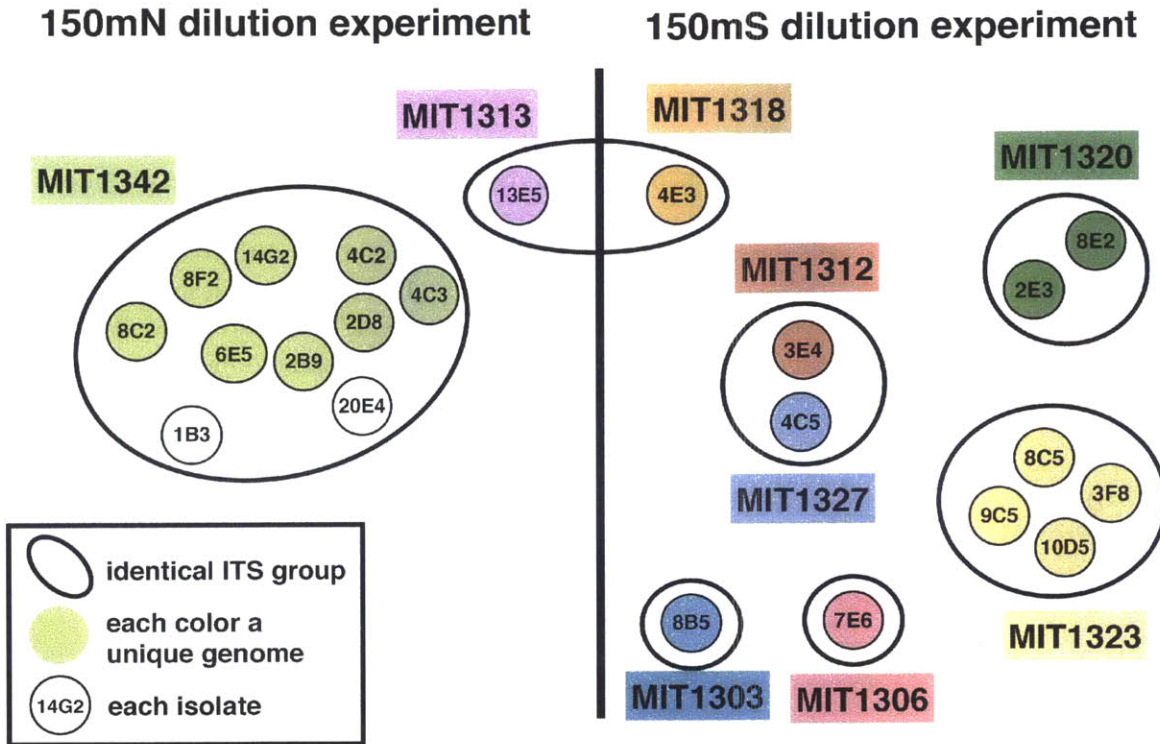 150mN dilution experiment
150mS dilution experiment
MIT1313
MIT1318
MIT1342
MIT1320
13E5
4E3
14G2
4C2
8E2
8F2
4C3
2E3
MIT1312
8C2
2D8
6E5
2B9
3E4
20E4
4C5
1B3
8C5
MIT1327
3F8
9C5
10D5
identical ITS group
each color a
unique genome
14G2
each isolate
8B5
7E6
MIT1323
MIT1303
MIT1306